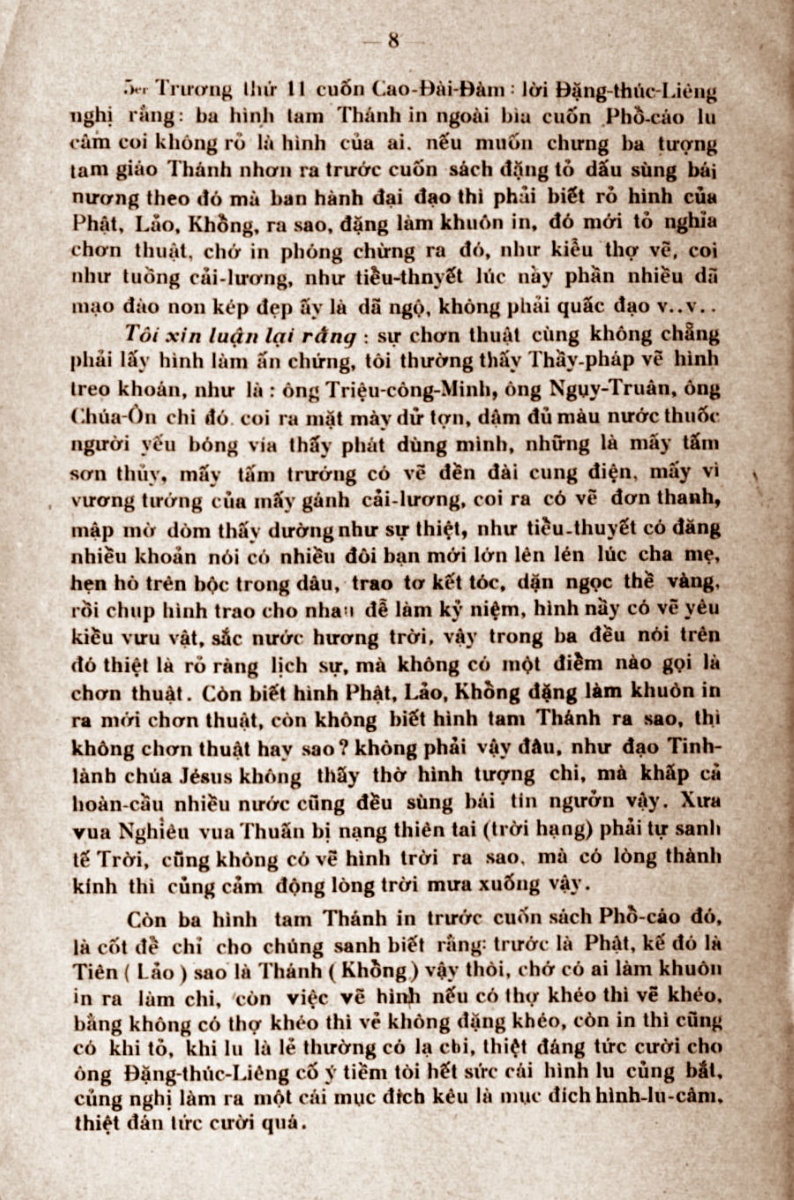 — 8 —
5er Trương thứ 11 cuốn Cao-Đài-Đàm : lời Đặng-thúc-Liêng
nghị rằng : ba hình tam Thánh in ngoài bìa cuốn Phồ-cáo lu
câm coi không rỏ là hình của ai. nếu muốn chưng ba tượng
tam giáo Thánh nhơn ra trước cuốn sách đặng tỏ dấu sùng bái
nương theo đó mà ban hành đại đạo thì phải biết rỏ hình của
Phật, Lảo, Khồng, ra sao, đặng làm khuôn in, đó mới tỏ nghỉa
chơn thuật, chớ in phóng chừng ra đó, như kiểu thợ vẽ, coi
như tuồng cải-lương, như tiều-thnyết lúc này phần nhiều dã
mạo đào non kép đẹp ấy là dã ngộ, không phải quấc đạo v..v..
Tôi xin luận lại rằng : sự chơn thuật cùng không chẳng
phải lấy hình làm ấn chứng, tôi thường thấy Thầy-pháp vẽ hình
treo khoán, như là : ông Triệu-công-Minh, ông Ngụy-Truân, ông
Chúa-Ôn chi đó coi ra mặt mày dử tợn, dậm đủ màu nước thuốc
người yếu bóng vía thấy phát dùng mình, những là mấy tấm
sơn thủy, mấy tấm trướng có vẽ đền đài cung điện, mấy vì
vương tướng của mấy gánh cải-lương, coi ra có vẽ đơn thanh,
mập mờ dòm thấy dường như sự thiệt, như tiều-thuyết có đăng
nhiều khoản nói có nhiều đôi bạn mới lớn lên lén lúc cha mẹ,
hẹn hò trên bộc trong dâu, trao tơ kết tóc, dặn ngọc thề vàng,
rồi chup hình trao cho nhau đễ làm kỷ niệm, hình nầy có vẽ yêu
kiều vưu vật, sắc nước hương trời, vậy trong ba đều nói trên
đó thiệt là rỏ ràng lịch sự, mà không có một điềm nào gọi là
chơn thuật. Còn biết hình Phật, Lảo, Khồng đặng làm khuôn in
ra mới chơn thuật, còn không biết hình tam Thánh ra sao, thì
không chơn thuật hay sao ? không phải vậy đâu, như đạo Tinh-
lành chúa Jésus không thấy thờ hình tượng chi, mà khấp cả
hoàn-cầu nhiều nước cũng đều sùng bái tín ngưởn vậy. Xưa
vua Nghiêu vua Thuấn bị nạng thiên tai (trời hạng) phải tự sanh
tế Trời, cũng không có vẽ hình trời ra sao, mà có lòng thành
kính thì củng cảm động lòng trời mưa xuống vậy.
Còn ba hình tam Thánh in trước cuốn sách Phồ-cáo đó,
là cốt đề chỉ cho chúng sanh biết rằng: trước là Phật, kế đó là
Tiên ( Lảo ) sao là Thánh ( Khồng ) vậy thôi, chớ có ai làm khuôn
in ra làm chi, còn việc vẽ hình nếu có thợ khéo thì vẽ khéo,
bằng không có thợ khéo thì vẻ không đặng khéo, còn in thì cũng
có khi tỏ, khi lu là lẻ thường có lạ chi, thiệt đáng tức cười cho
ông Đặng-thúc-Liêng cố ý tiềm tòi hết sức cái hình lu củng bắt,
củng nghị làm ra một cái mục đích kêu là mục đích hình-lu-câm,
thiệt đán tức cười quá.